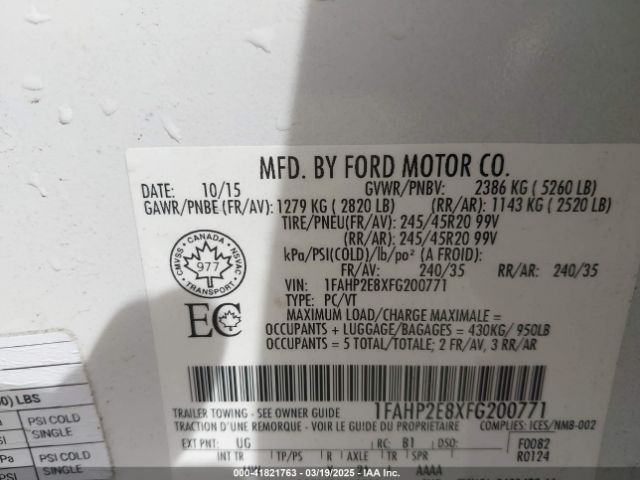 MFD. BY FORD MOTOR CO.
DATE: 10/15 GVWR/PNBV: 2386 KG ( 5260 LB)
GAWR/PNBE (FR/AV): 1279 KG ( 2820 LB) (RR/AR): 1143 KG ( 2520 LB)
TIRE/PNEU(FR/AV): 245/45R20 99V
(RR/AR): 245/45R20 99V
kPa/PSI(COLD)/lb/po² (A FROID):
FR/AV: 240/35 RR/AR: 240/35
CANADA
CMVSS NSVAC
977
TRANSPORT
VIN: 1FAHP2E8XFG200771
TYPE: PC/VT
EC
MAXIMUM LOAD/CHARGE MAXIMALE =
OCCUPANTS + LUGGAGE/BAGAGES = 430KG/ 950LB
OCCUPANTS = 5 TOTAL/TOTALE; 2 FR/AV, 3 RR/AR
LBS
PSI COLD
SINGLE
PSI COLD
SINGLE
TRAILER TOWING - SEE OWNER GUIDE 1FAHP2E8XFG200771
TRACTION D'UNE REMORQUE - VOIR LE GUIDE DU PROPRIETAIRE COMPLIES: ICES/NMB-002
EXT PNT: UG RC: B1 DSO: F0082
INT TR TP/PS R AXLE TR SPR R0124
AAAA
000-41821763 - 03/19/2025 - IAA Inc.